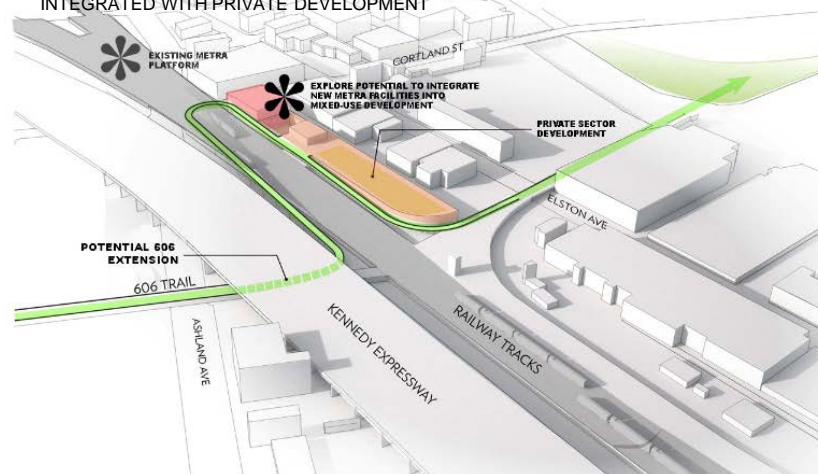 INTEGRATED WITH PRIVATE DEVELOPMENT
EXISTING METRA
PLATFORM
CORTLAND ST
EXPLORE POTENTIAL TO INTEGRATE
NEW METRA FACILITIES INTO
MIXED-USE DEVELOPMENT
PRIVATE SECTOR
DEVELOPMENT
ELSTON AVE
POTENTIAL 606
EXTENSION
606 TRAIL
ASHLAND AVE
KENNEDY EXPRESSWAY
RAILWAY TRACKS